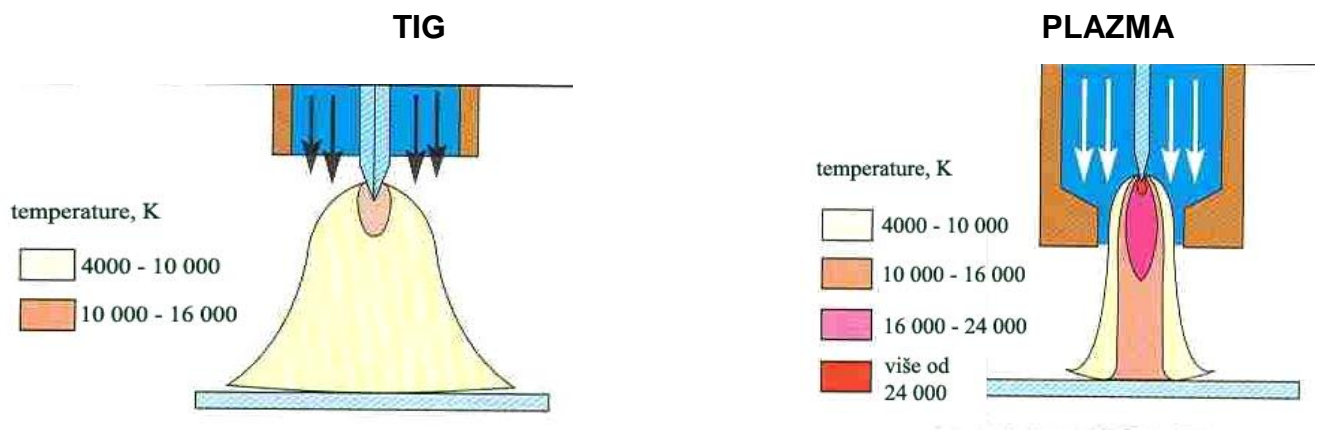 TIG
temperature, K
4000 - 10 000
10 000 - 16 000
PLAZMA
temperature, K
4000 - 10 000
10 000 - 16 000
16 000 - 24 000
više od
24 000